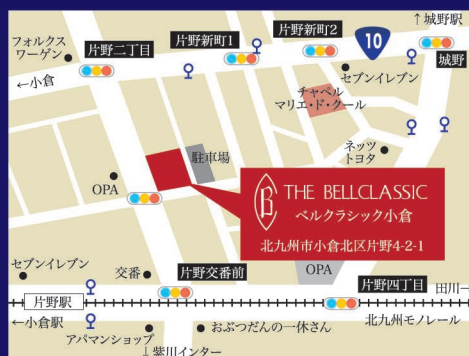 ↑城野駅
フォルクス
ワーゲン
片野二丁目
片野新町1
片野新町2
10
城野
←小倉
セブンイレブン
チャペル
マリエ・ド・クール
ネッツ
トヨタ
駐車場
OPA
B
THE BELLCLASSIC
ベルクラシック小倉
北九州市小倉北区片野4-2-1
セブンイレブン
交番
片野交番前
OPA
片野四丁目
田川→
片野駅
←小倉駅
北九州モノレール
アパマンショップ
おぶつだんの一休さん
↓紫川インター